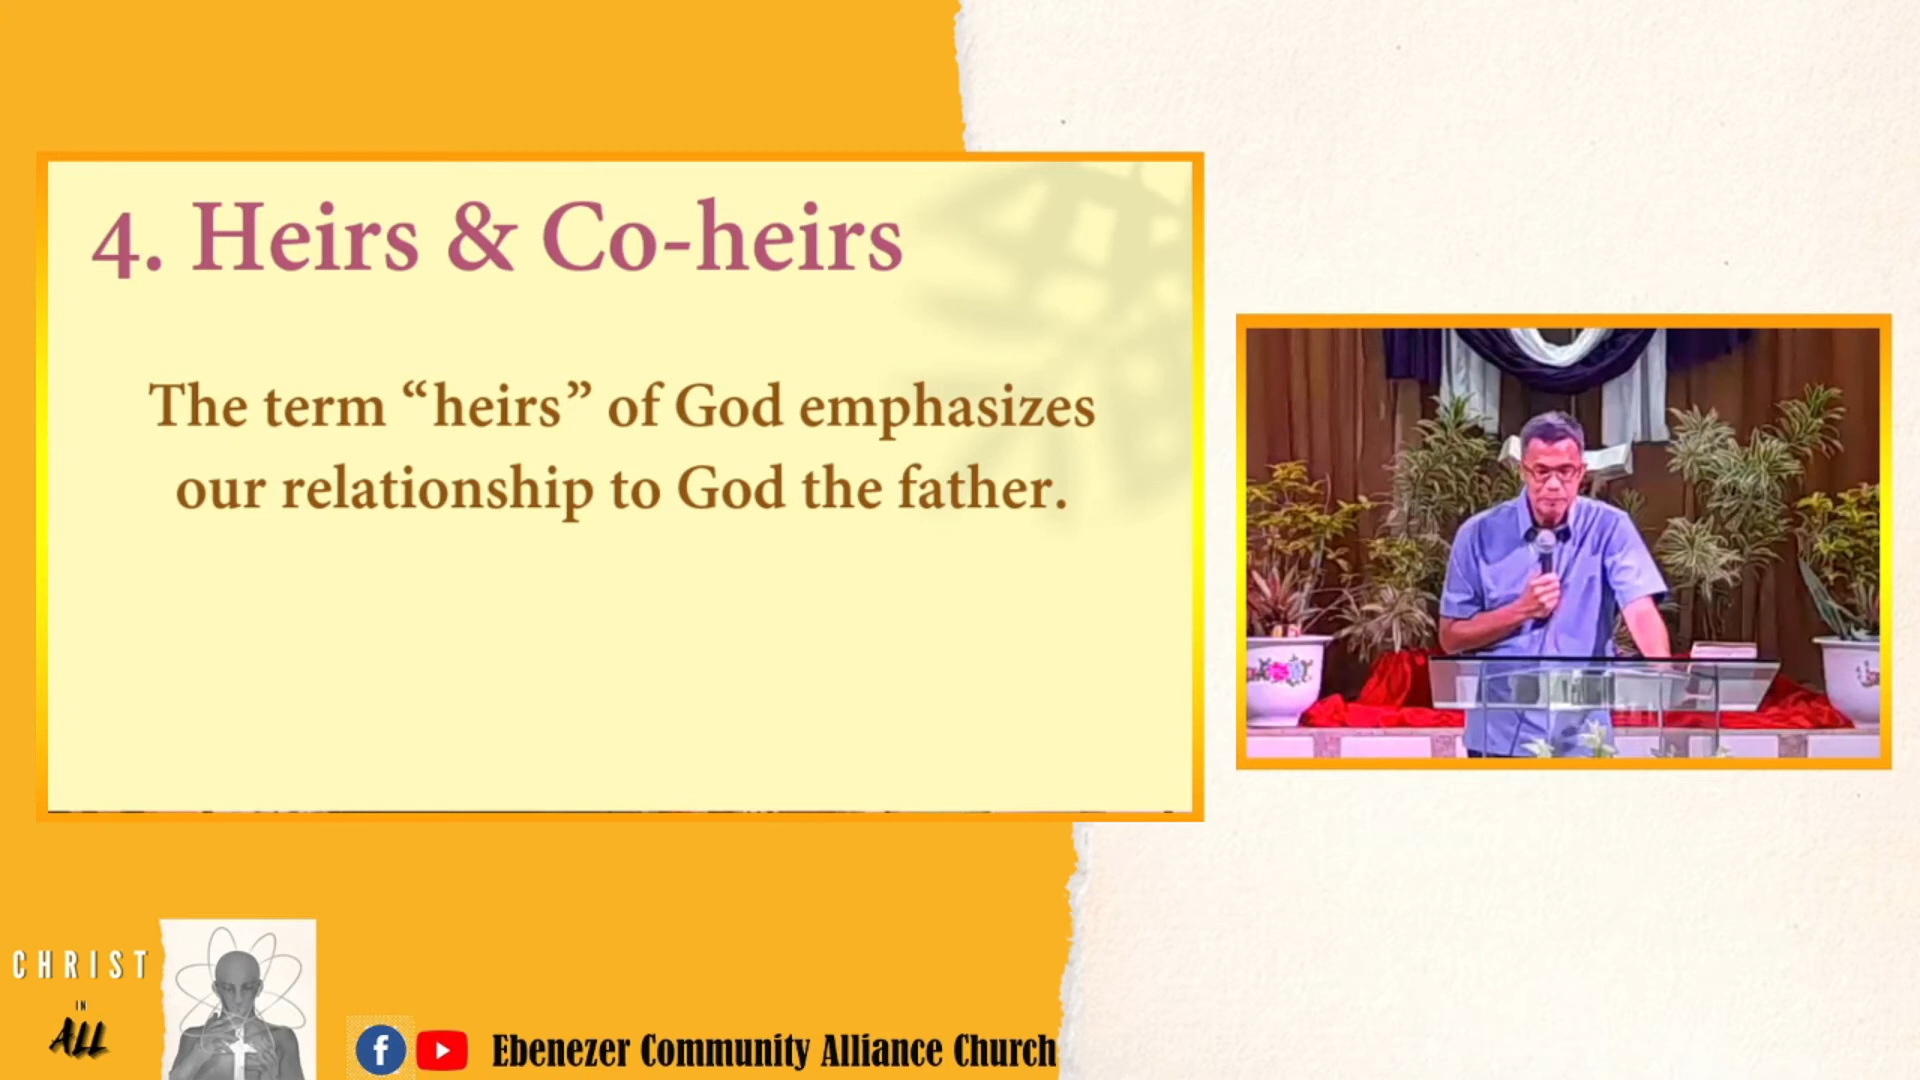 4. Heirs & Co-heirs
The term “heirs” of God emphasizes
our relationship to God the father.
CHRIST
IN
ALL
Ebenezer Community Alliance Church